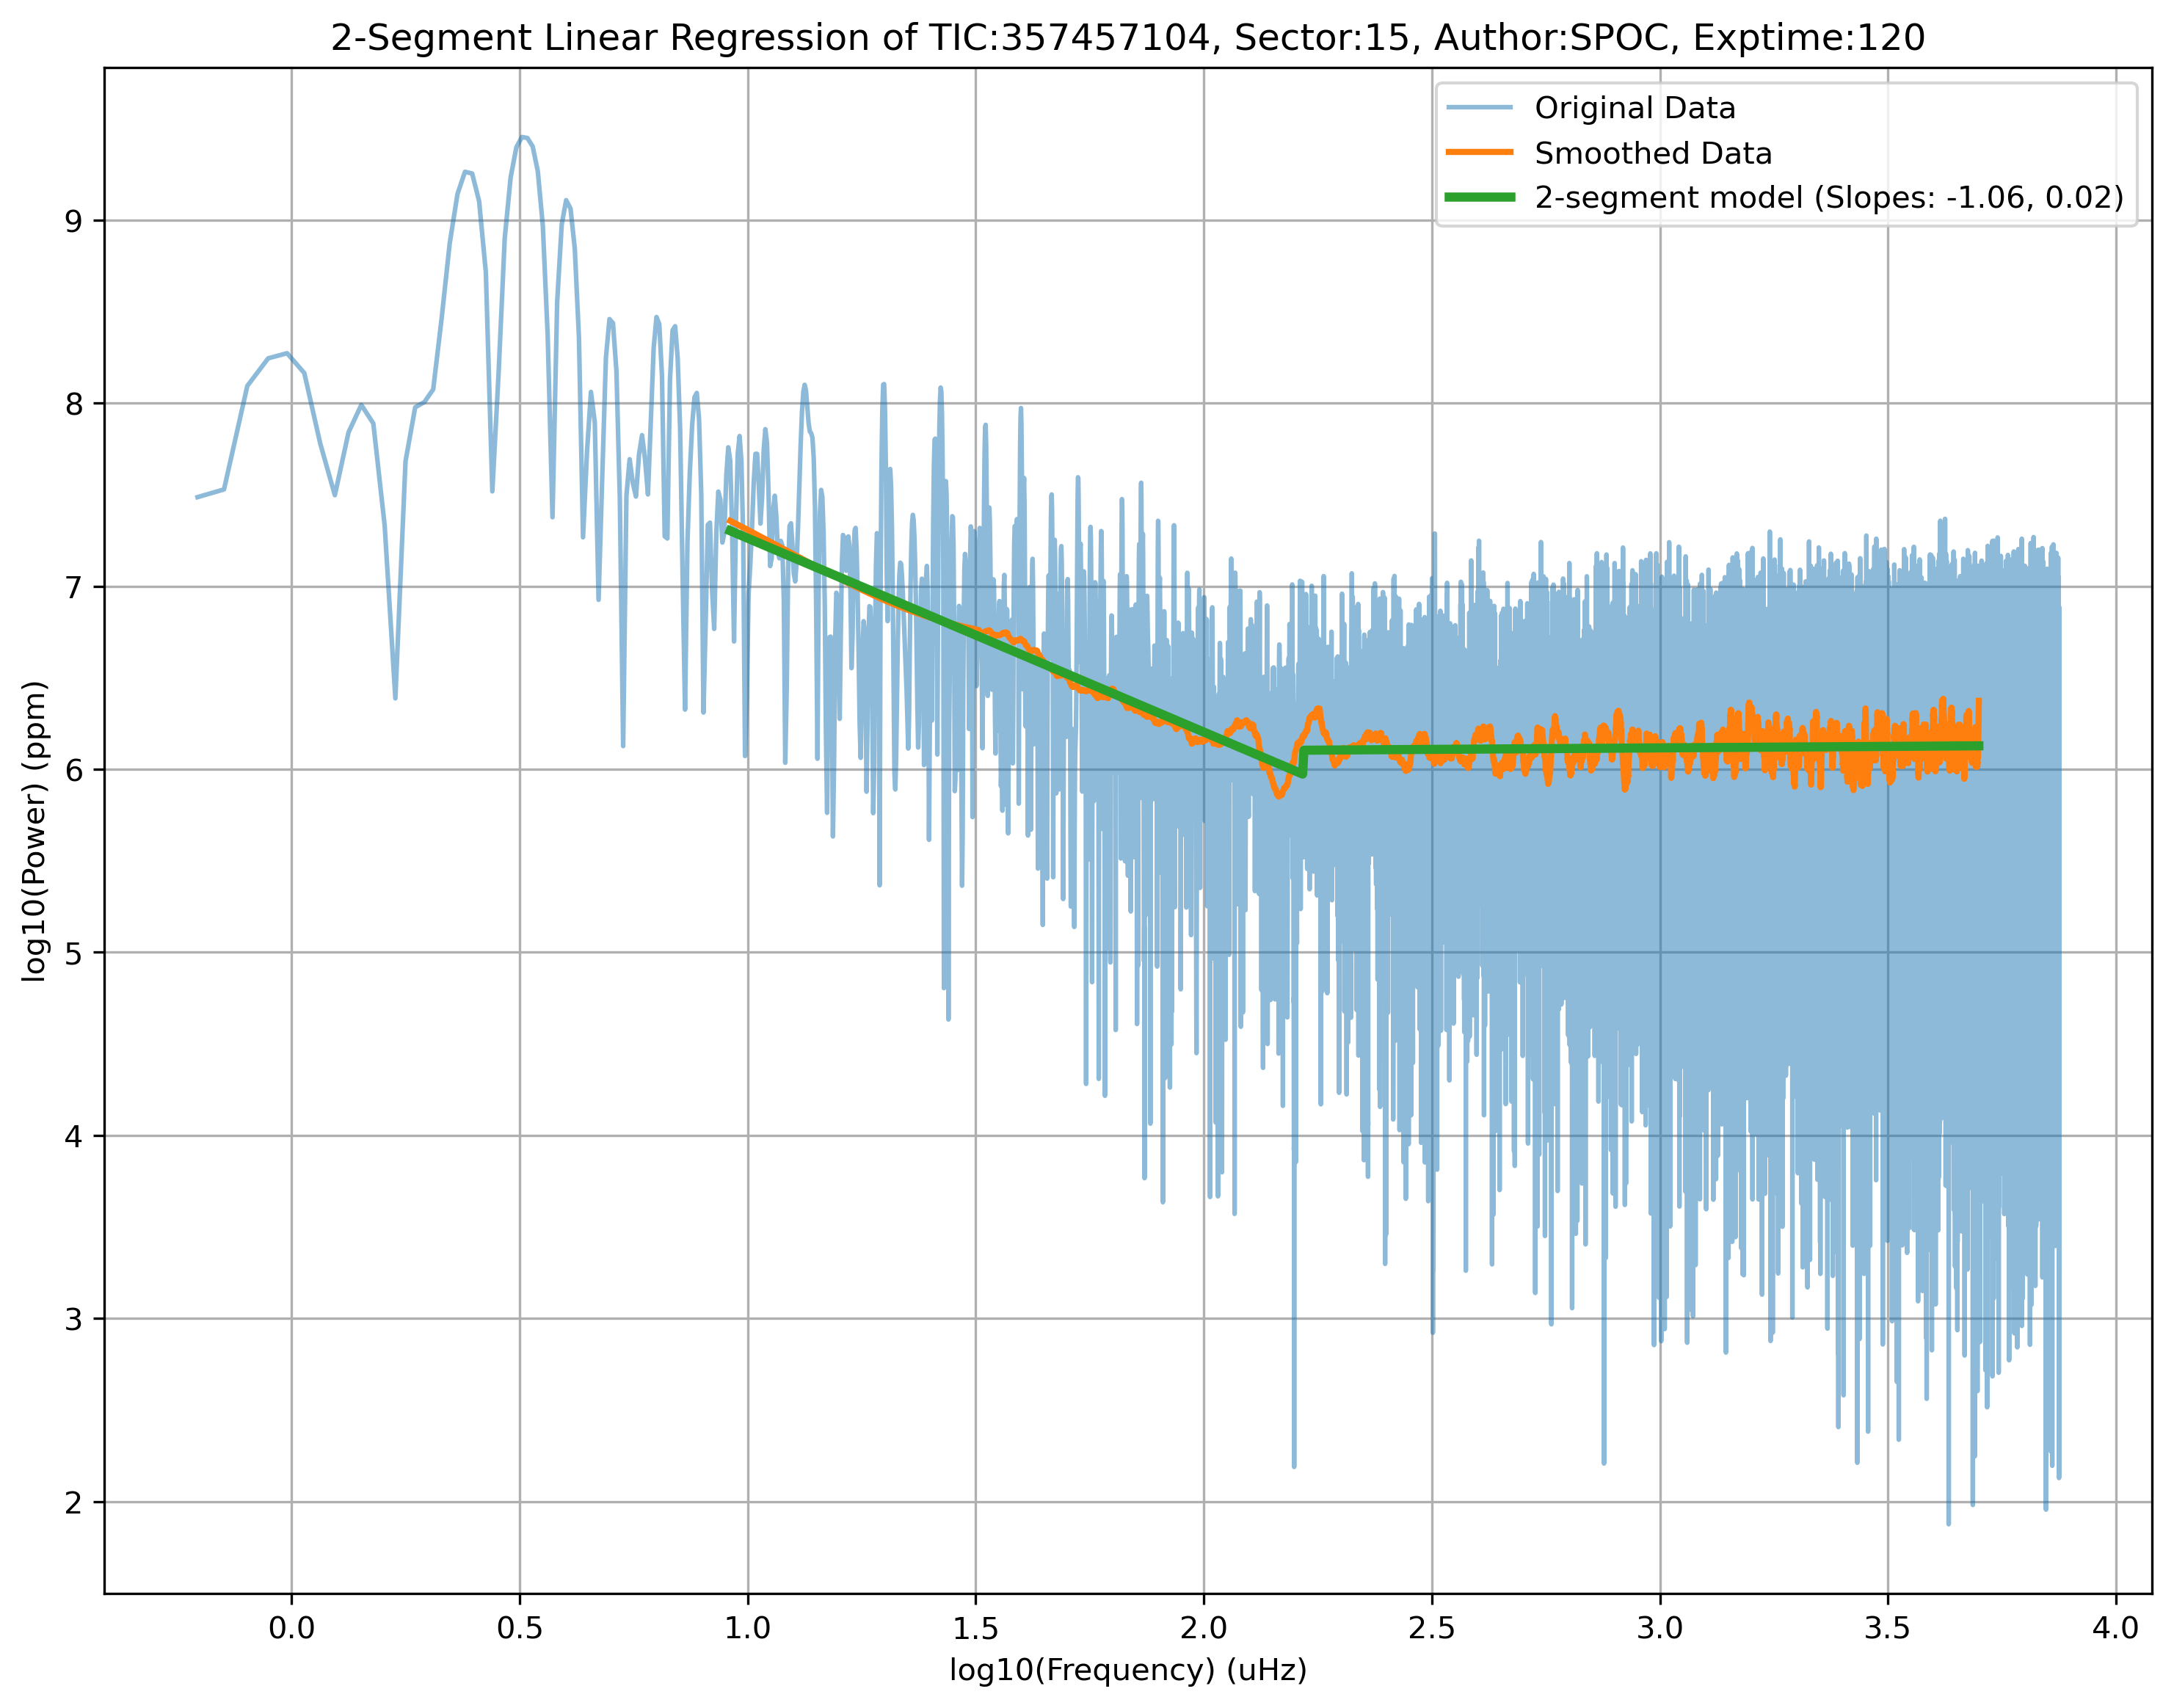 2-Segment Linear Regression of TIC:357457104, Sector:15, Author:SPOC, Exptime:120
Original Data
Smoothed Data
2-segment model (Slopes: -1.06, 0.02)
log10(Power) (ppm)
9
8
7
6
5
4
3
2
0.0 0.5 1.0 1.5 2.0 2.5 3.0 3.5 4.0
log10(Frequency) (uHz)